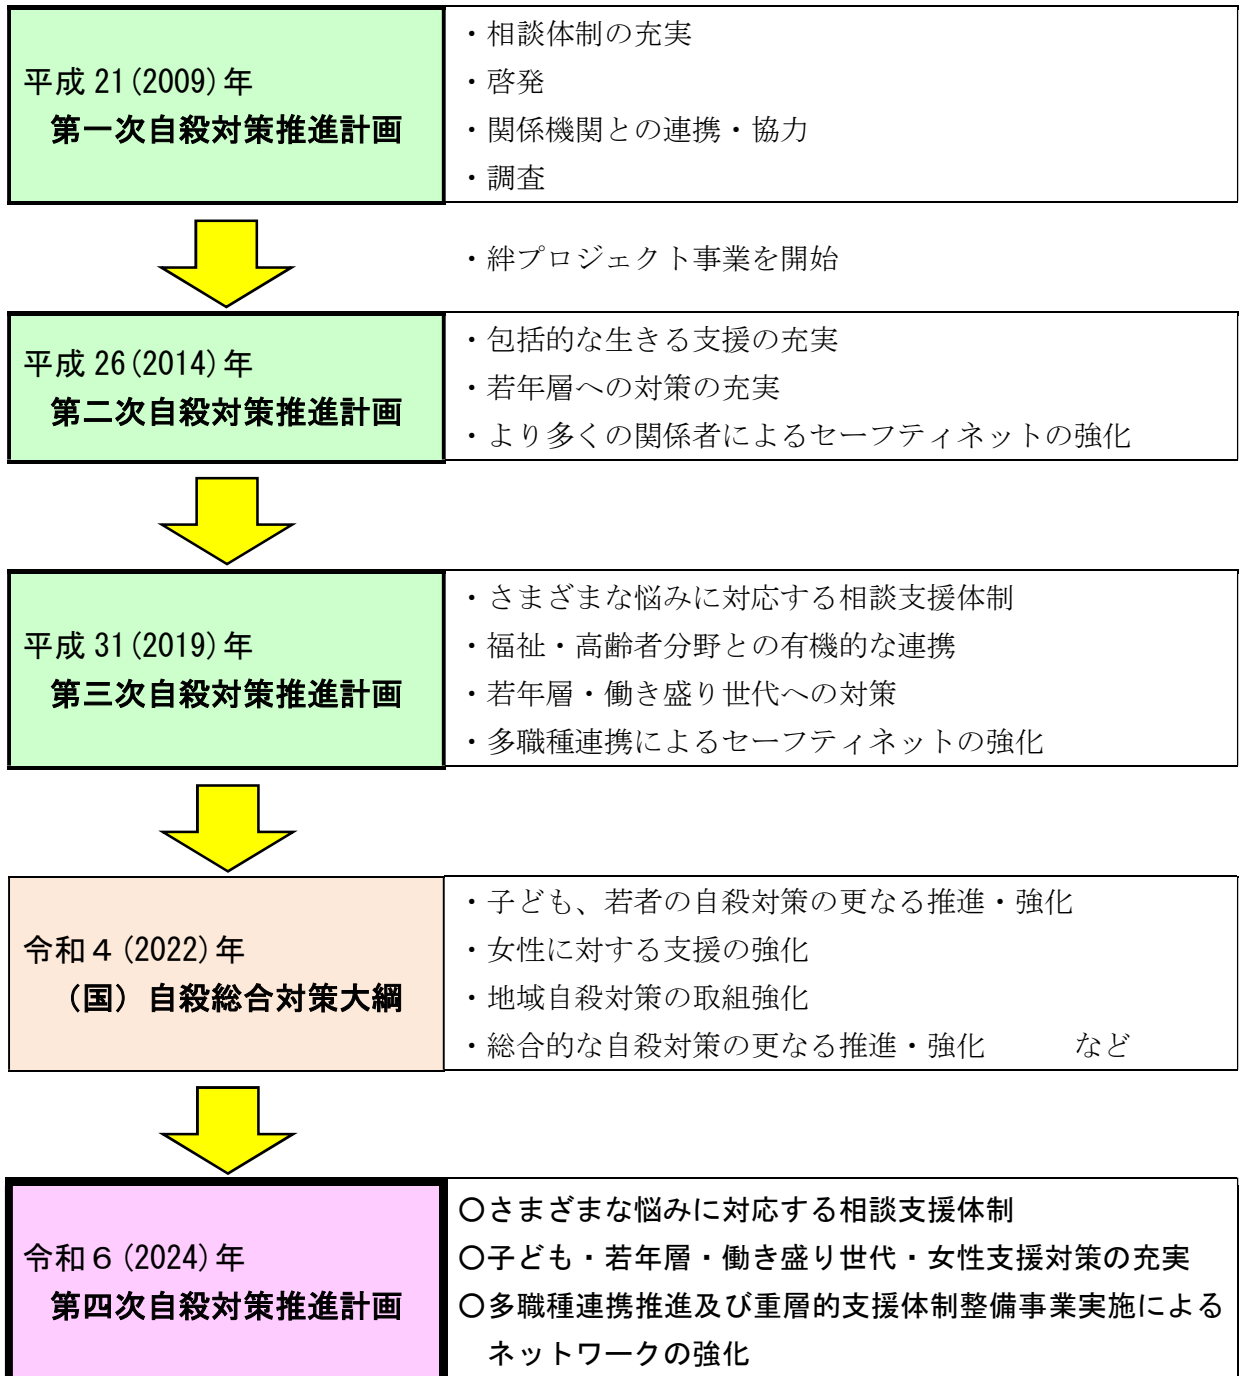 平成 21(2009)年
第一次自殺対策推進計画
・相談体制の充実
・啓発
・関係機関との連携・協力
・調査
・絆プロジェクト事業を開始
平成 26(2014)年
第二次自殺対策推進計画
・包括的な生きる支援の充実
・若年層への対策の充実
・より多くの関係者によるセーフティネットの強化
平成 31(2019)年
第三次自殺対策推進計画
・さまざまな悩みに対応する相談支援体制
・福祉・高齢者分野との有機的な連携
・若年層・働き盛り世代への対策
・多職種連携によるセーフティネットの強化
令和４(2022)年
（国）自殺総合対策大綱
・子ども、若者の自殺対策の更なる推進・強化
・女性に対する支援の強化
・地域自殺対策の取組強化
・総合的な自殺対策の更なる推進・強化　　　など
令和６(2024)年
第四次自殺対策推進計画
〇さまざまな悩みに対応する相談支援体制
〇子ども・若年層・働き盛り世代・女性支援対策の充実
〇多職種連携推進及び重層的支援体制整備事業実施による
ネットワークの強化